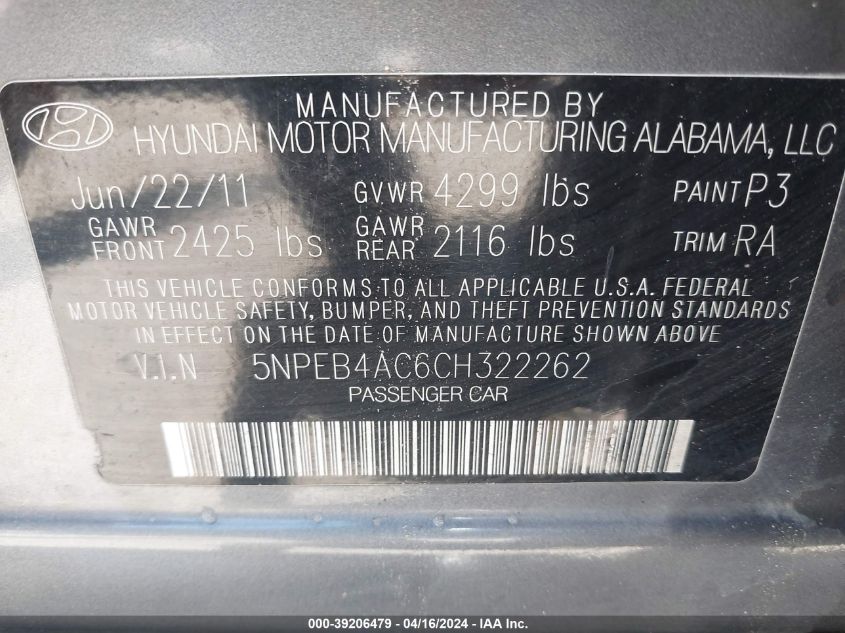 MANUFACTURED BY
HYUNDAI MOTOR MANUFACTURING ALABAMA, LLC
Jun/22/11 GVWR 4299 lbs PAINT P3
GAWR FRONT 2425 lbs GAWR REAR 2116 lbs TRIM RA
THIS VEHICLE CONFORMS TO ALL APPLICABLE U.S.A. FEDERAL
MOTOR VEHICLE SAFETY, BUMPER, AND THEFT PREVENTION STANDARDS
IN EFFECT ON THE DATE OF MANUFACTURE SHOWN ABOVE
V.I.N 5NPEB4AC6CH322262
PASSENGER CAR
000-39206479 - 04/16/2024 - IAA Inc.